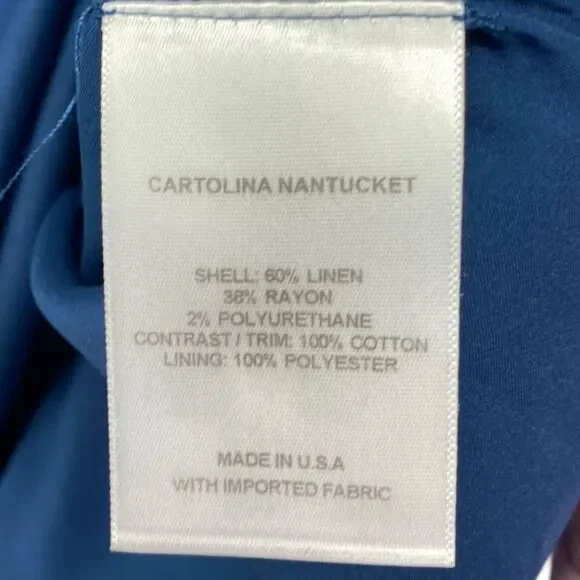 CARTOLINA NANTUCKET
SHELL: 60% LINEN
38% RAYON
2% POLYURETHANE
CONTRAST / TRIM: 100% COTTON
LINING: 100% POLYESTER
MADE IN U.S.A
WITH IMPORTED FABRIC